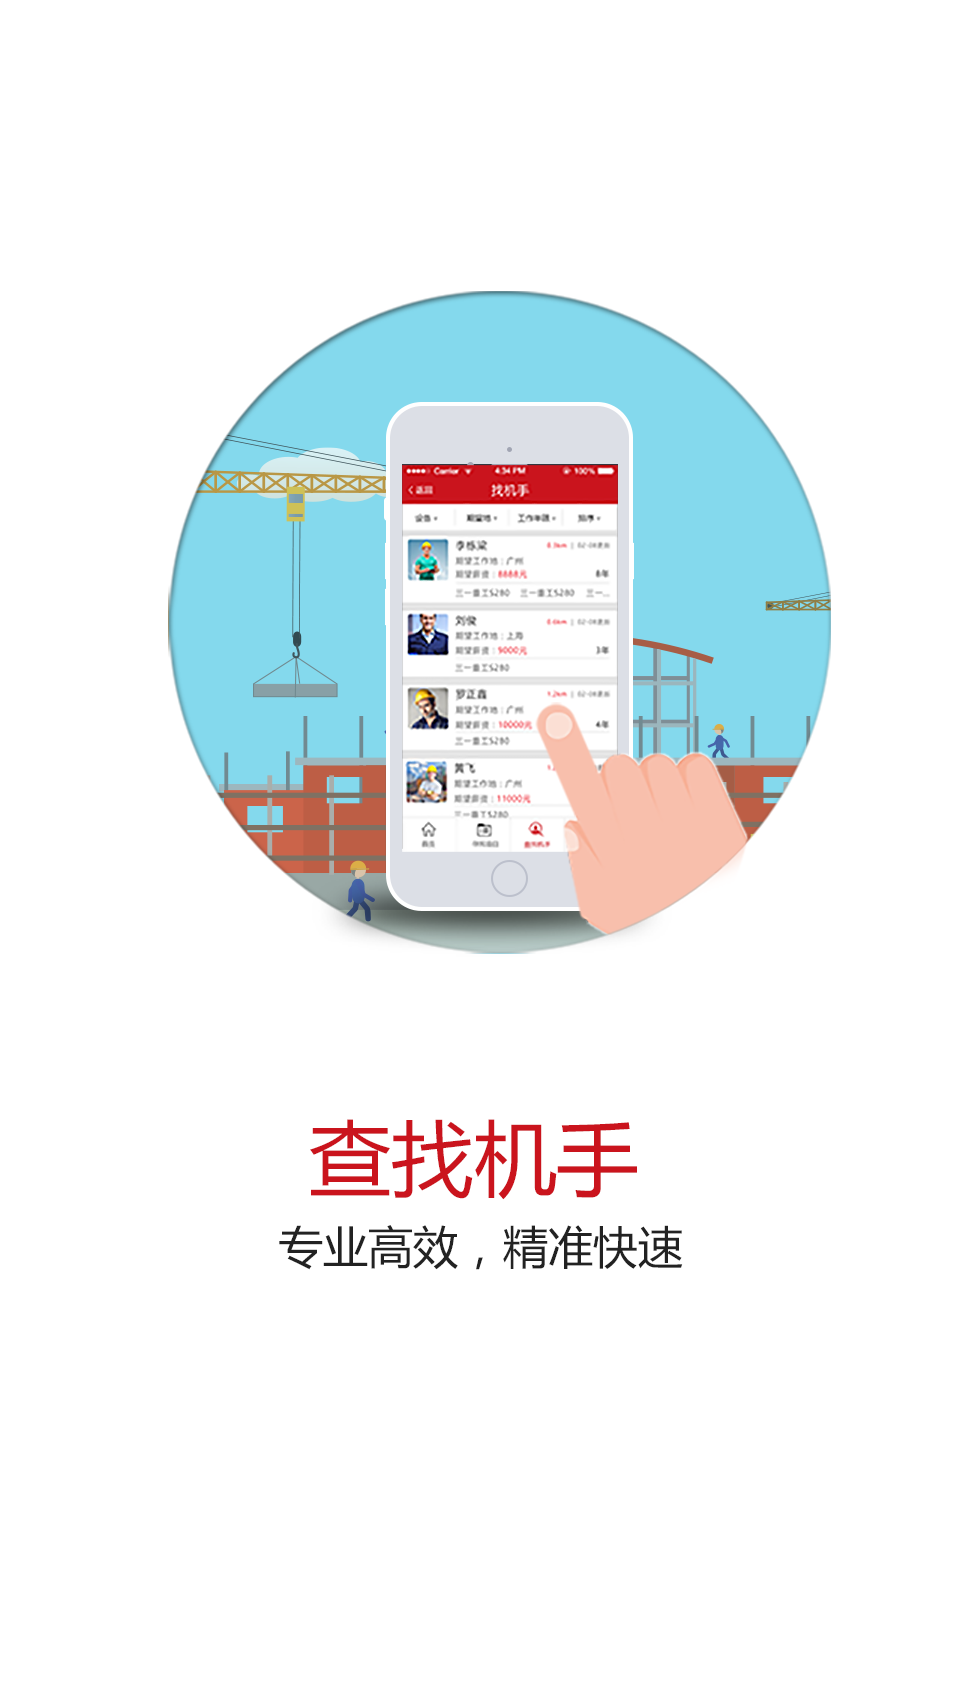 Carrier 4:34 PM 100%
返回 找机手
设备 期望地 工作年限 排序
李栋梁 0.3km | 02-08更新
期望工作地：广州
期望薪资：8888元 8年
三一重工S280 三一重工S280 三一...
刘俊 0.6km | 02-08更新
期望工作地：上海
期望薪资：9000元 3年
三一重工S280
罗正鑫 1.2km | 02-08更新
期望工作地：广州
期望薪资：10000元 4年
三一重工S280
黄飞
期望工作地：广州
期望薪资：11000元
三一重工S280
首页 查找机手
查找机手
专业高效，精准快速